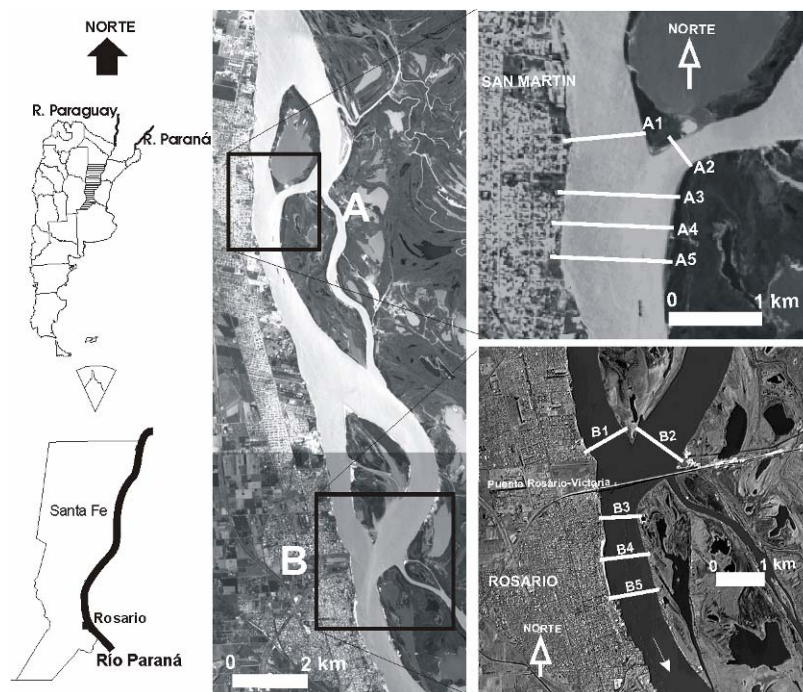 NORTE
R. Paraguay
R. Paraná
Santa Fe
Rosario
Río Paraná
A
B
0 2 km
NORTE
SAN MARTIN
A1
A2
A3
A4
A5
0 1 km
B1
B2
Puente Rosário-Victoria
B3
B4
B5
0 1 km
ROSARIO
NORTE